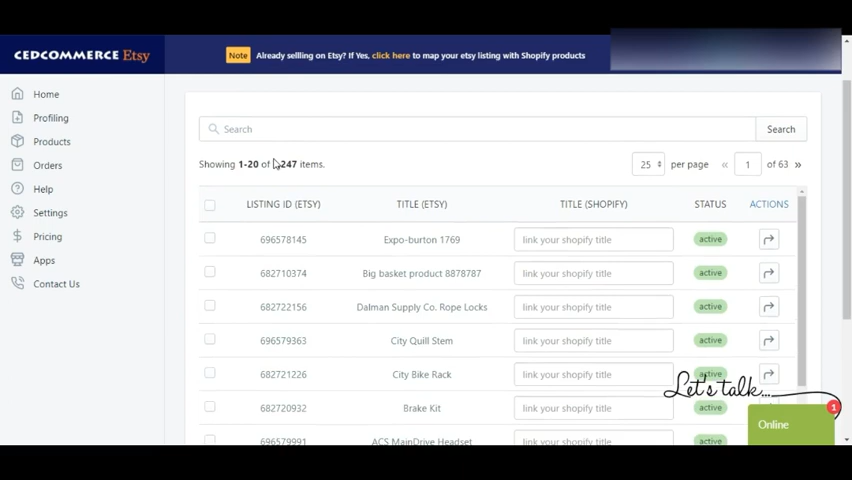 CEDCOMMERCE Etsy
Note Already sellling on Etsy? If Yes, click here to map your etsy listing with Shopify products
Home
Profiling
Products
Orders
Help
Settings
Pricing
Apps
Contact Us
Search Search
Showing 1-20 of 247 items.
25 per page « 1 of 63 »
LISTING ID (ETSY) TITLE (ETSY) TITLE (SHOPIFY) STATUS ACTIONS
696578145 Expo-burton 1769 link your shopify title active
682710374 Big basket product 8878787 link your shopify title active
682722156 Dalman Supply Co. Rope Locks link your shopify title active
696579363 City Quill Stem link your shopify title active
682721226 City Bike Rack link your shopify title active
682720932 Brake Kit link your shopify title active
696579991 ACS MainDrive Headset link your shopify title active
Let's talk...
1
Online